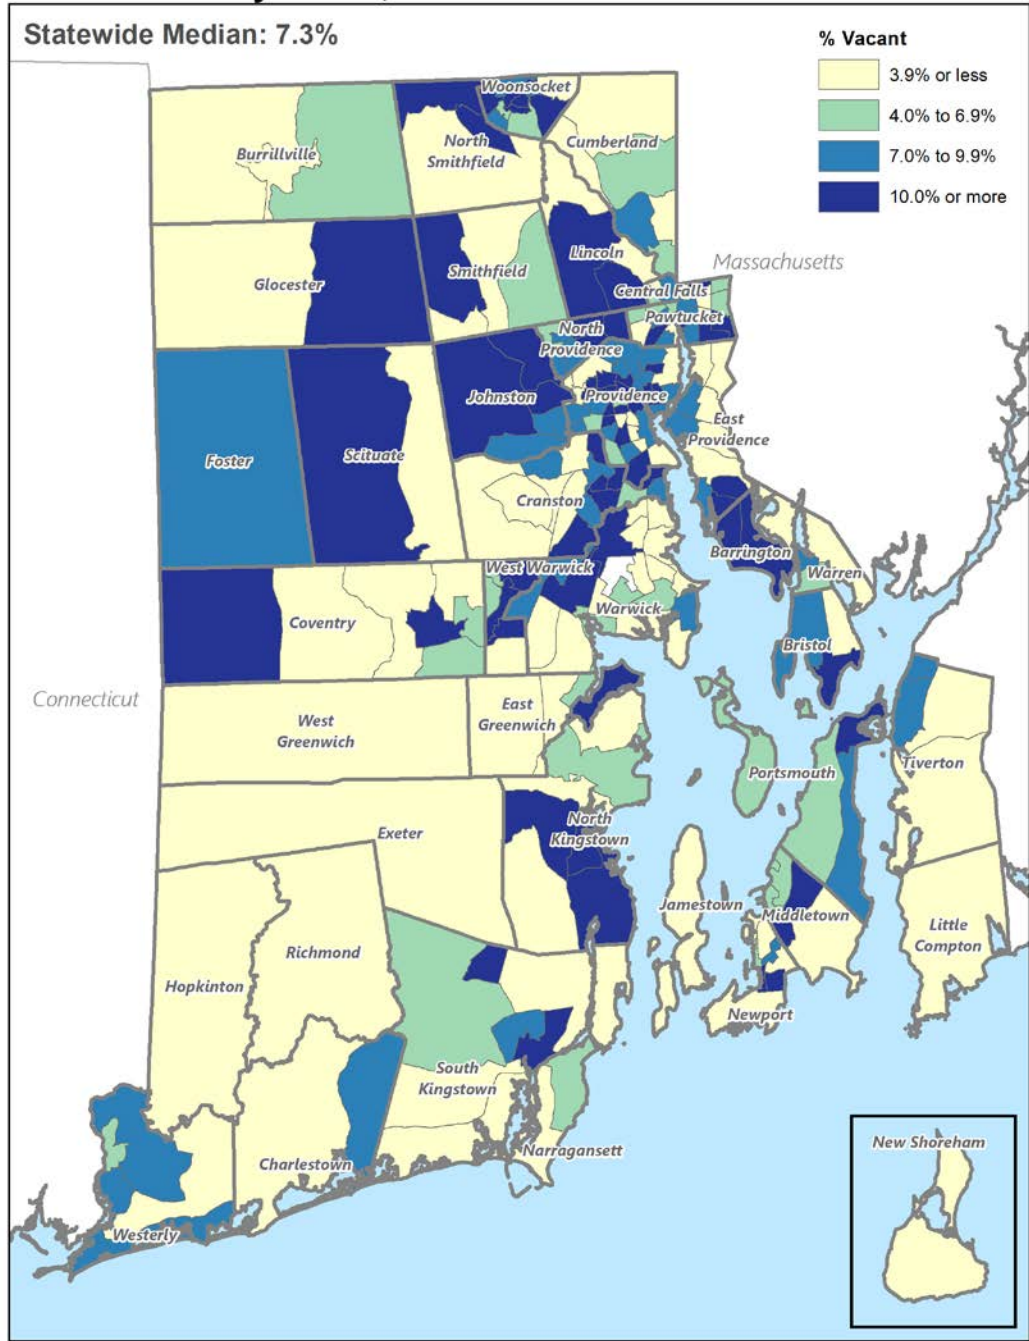 Statewide Median: 7.3%
% Vacant
3.9% or less
4.0% to 6.9%
7.0% to 9.9%
10.0% or more
Woonsocket
Burrillville
North
Smithfield
Cumberland
Massachusetts
Glocester
Smithfield
Lincoln
Central Falls
Pawtucket
North
Providence
Johnston
Providence
East
Providence
Foster
Scituate
Cranston
Barrington
West Warwick
Warren
Coventry
Warwick
Bristol
Connecticut
West
Greenwich
East
Greenwich
Portsmouth
Tiverton
Exeter
North
Kingstown
Jamestown
Middletown
Little
Compton
Richmond
Hopkinton
Newport
South
Kingstown
Charlestown
Narragansett
New Shoreham
Westerly